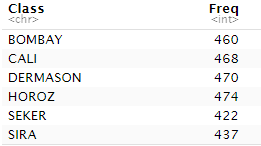 Class Freq
<chr> <int>
BOMBAY 460
CALI 468
DERMASON 470
HOROZ 474
SEKER 422
SIRA 437